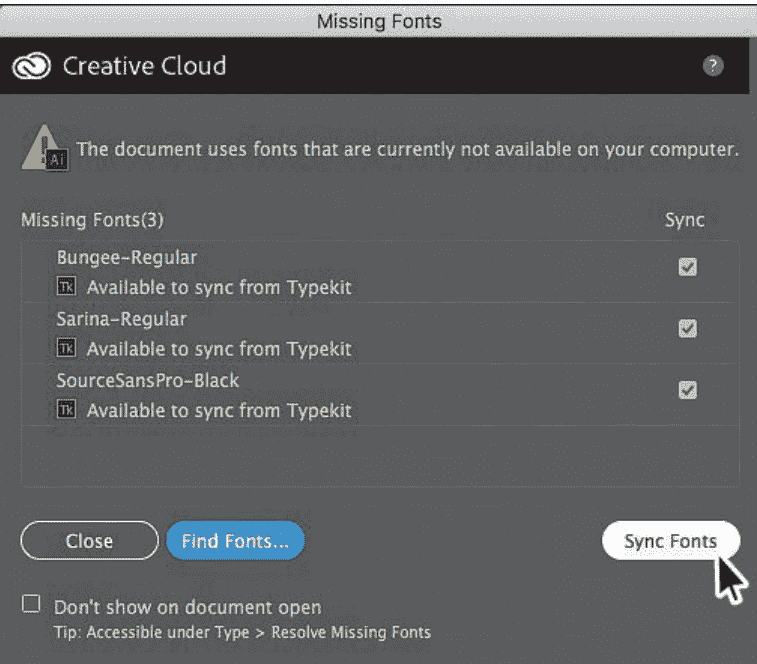 Missing Fonts
Creative Cloud
?
Ai
The document uses fonts that are currently not available on your computer.
Missing Fonts(3) Sync
Bungee-Regular
Tk Available to sync from Typekit
Sarina-Regular
Tk Available to sync from Typekit
SourceSansPro-Black
Tk Available to sync from Typekit
Close Find Fonts... Sync Fonts
Don't show on document open
Tip: Accessible under Type > Resolve Missing Fonts